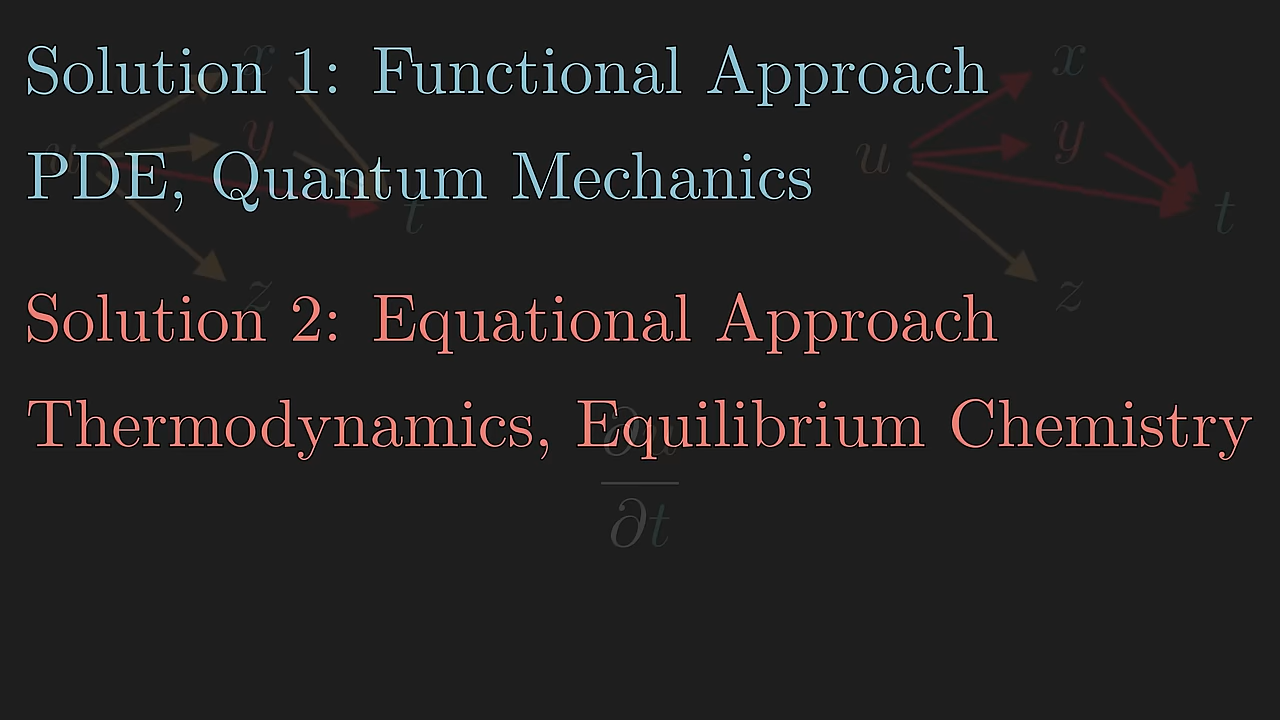 Solution 1: Functional Approach
PDE, Quantum Mechanics
Solution 2: Equational Approach
Thermodynamics, Equilibrium Chemistry
x
y
u
t
z
x
y
u
t
z
∂u
∂t